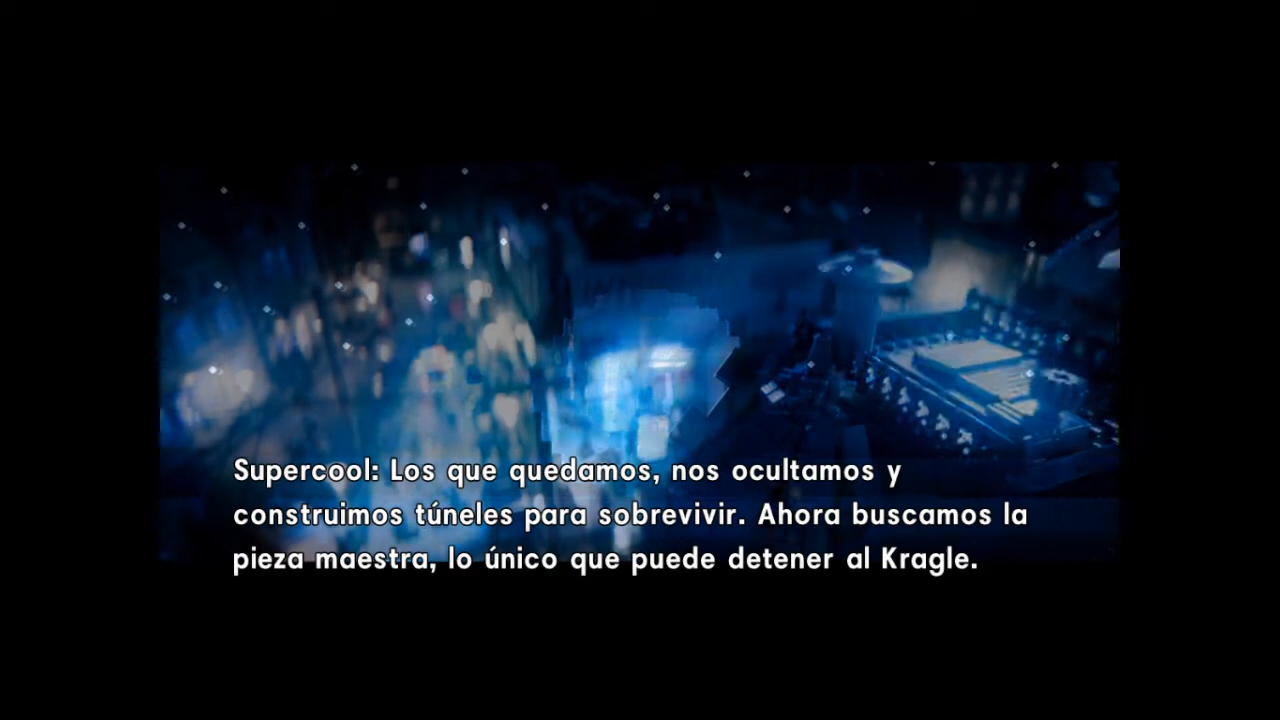 Supercool: Los que quedamos, nos ocultamos y
construimos túneles para sobrevivir. Ahora buscamos la
pieza maestra, lo único que puede detener al Kragle.